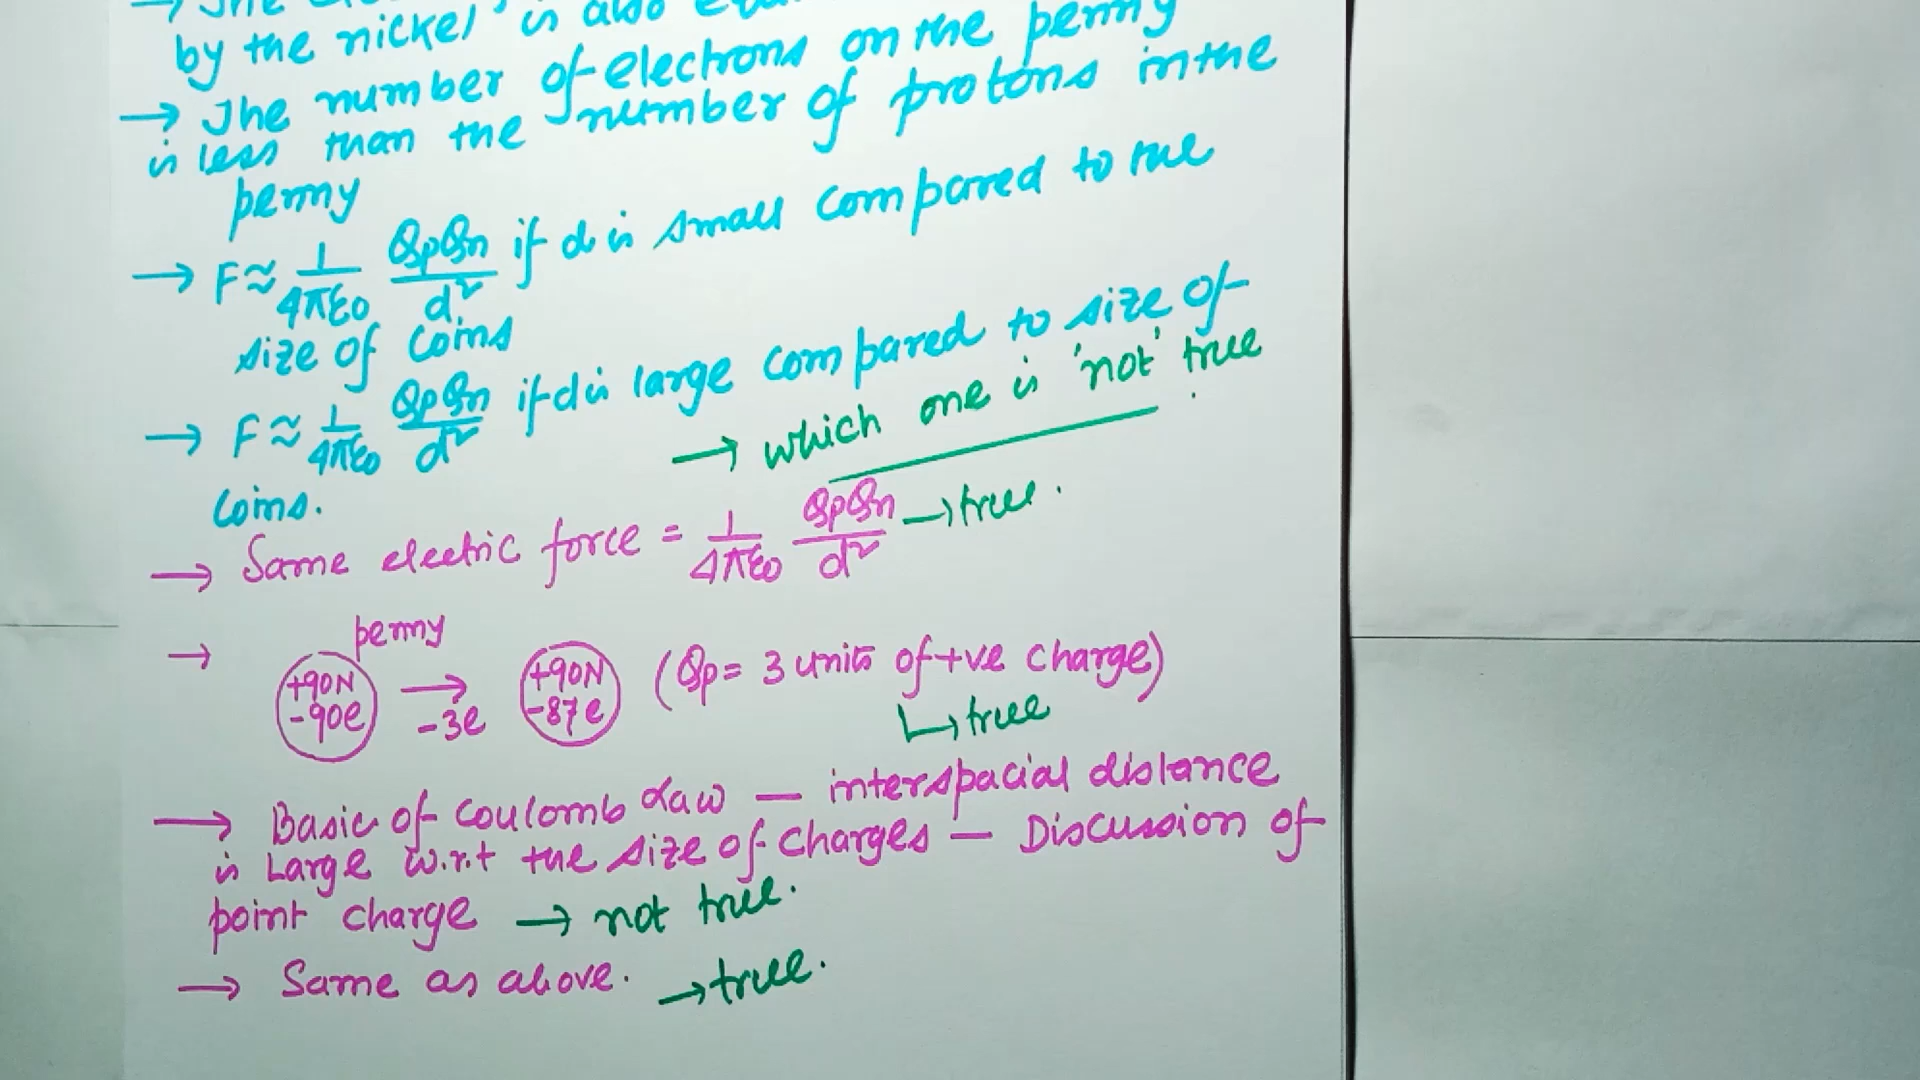 → The
by the nickel is also
→ The number of electrons on the penny
is less than the number of protons in the
penny
→ F ≈ 1/4πε0 QpQn/d² if d is small compared to the
size of coins
→ F ≈ 1/4πε0 QpQn/d² if d is large compared to size of
coins.
→ which one is 'not' true.
→ Same electric force = 1/4πε0 QpQn/d² → true.
→ penny
+90N -90e → -3e +90N -87e (Qp = 3 units of +ve charge)
↳ true
→ Basic of Coulomb Law — interspacial distance
is Large w.r.t the size of charges — Discussion of
point charge → not true.
→ Same as above. → true.